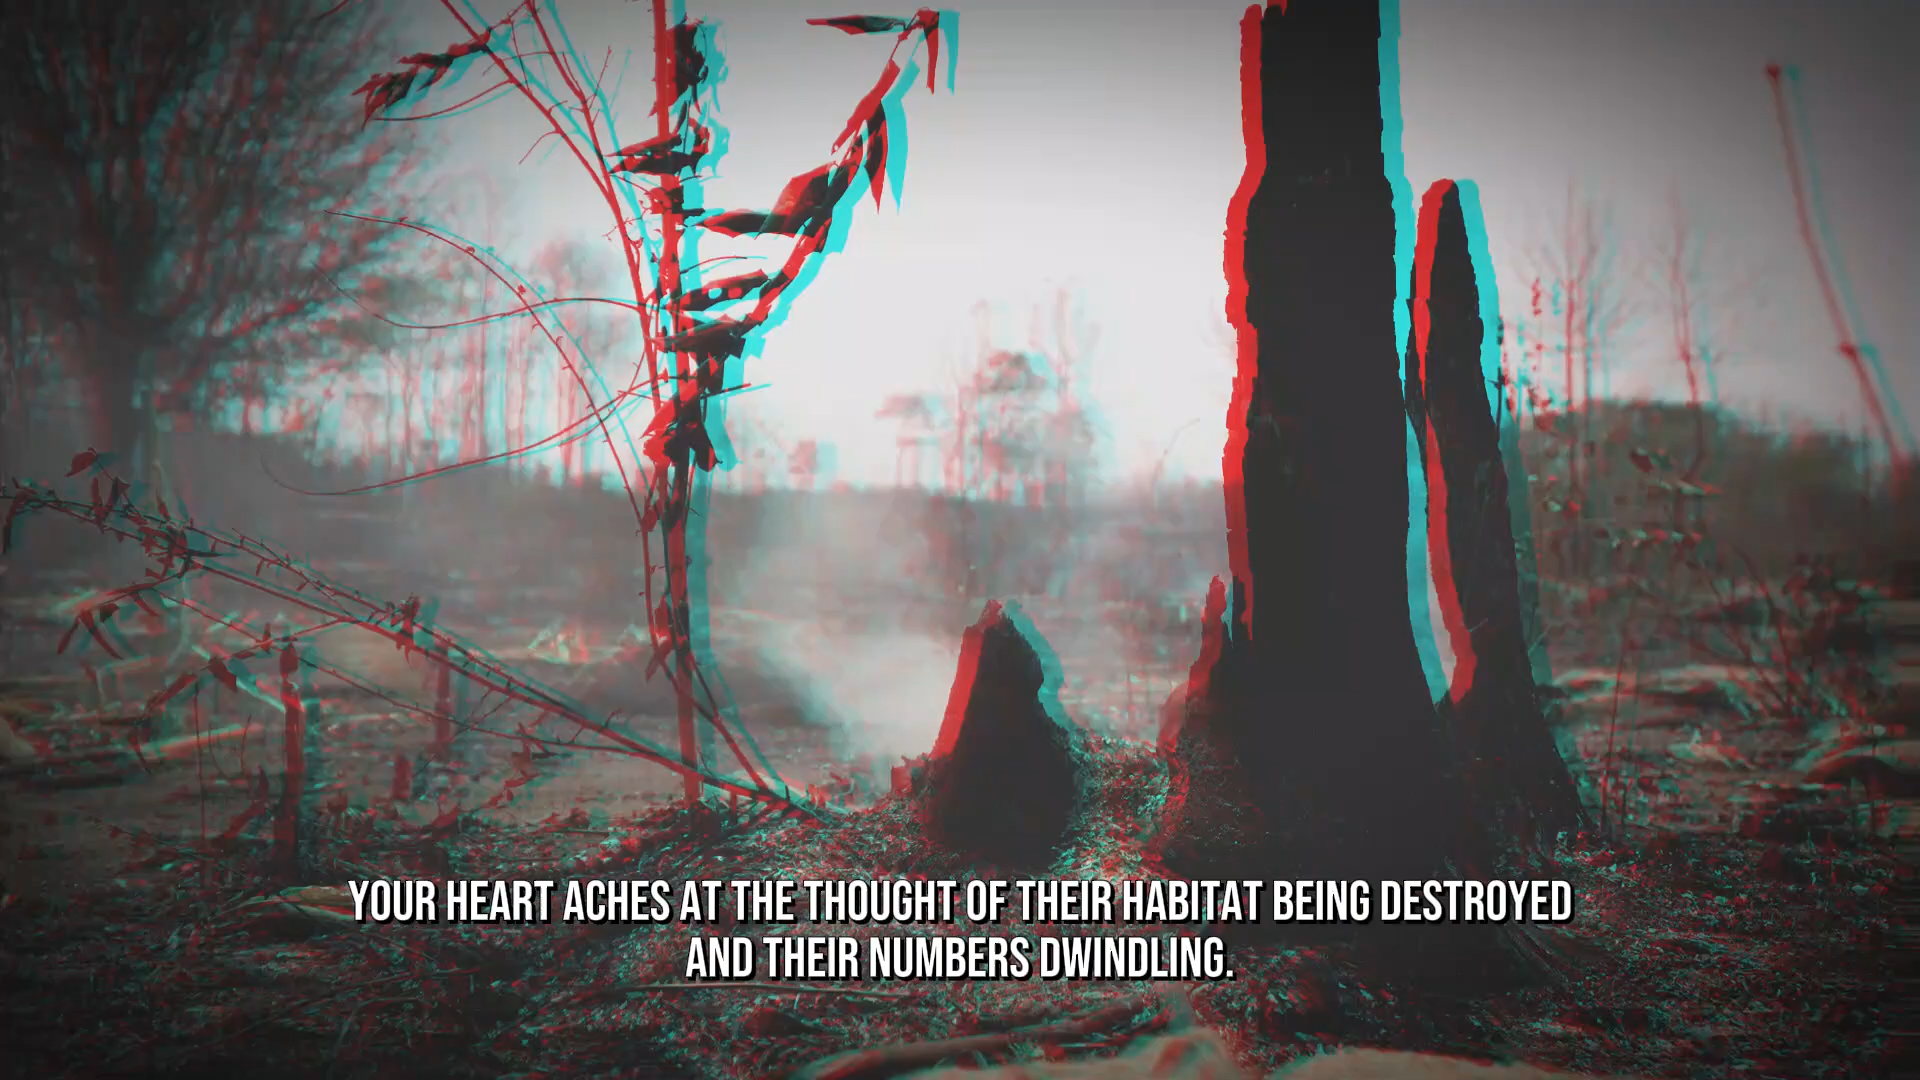 YOUR HEART ACHES AT THE THOUGHT OF THEIR HABITAT BEING DESTROYED
AND THEIR NUMBERS DWINDLING.